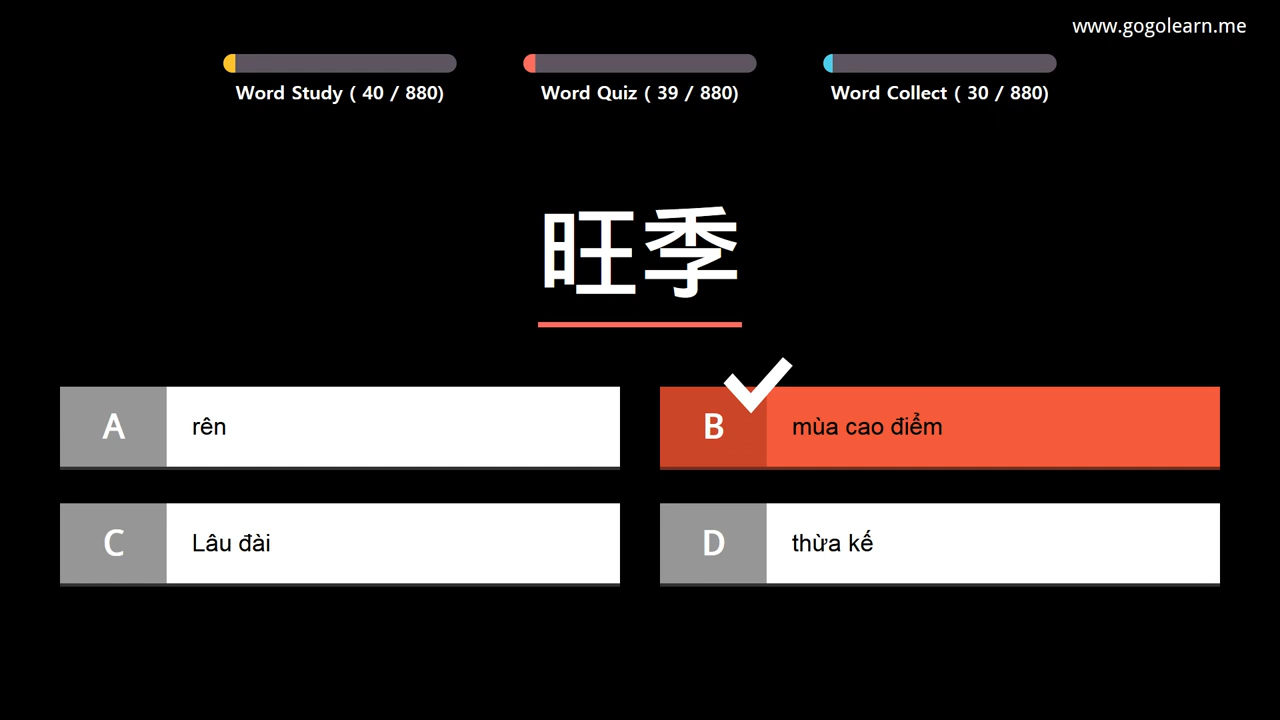 www.gogolearn.me
Word Study ( 40 / 880)
Word Quiz ( 39 / 880)
Word Collect ( 30 / 880)
旺季
A
rên
B
mùa cao điểm
C
Lâu đài
D
thừa kế